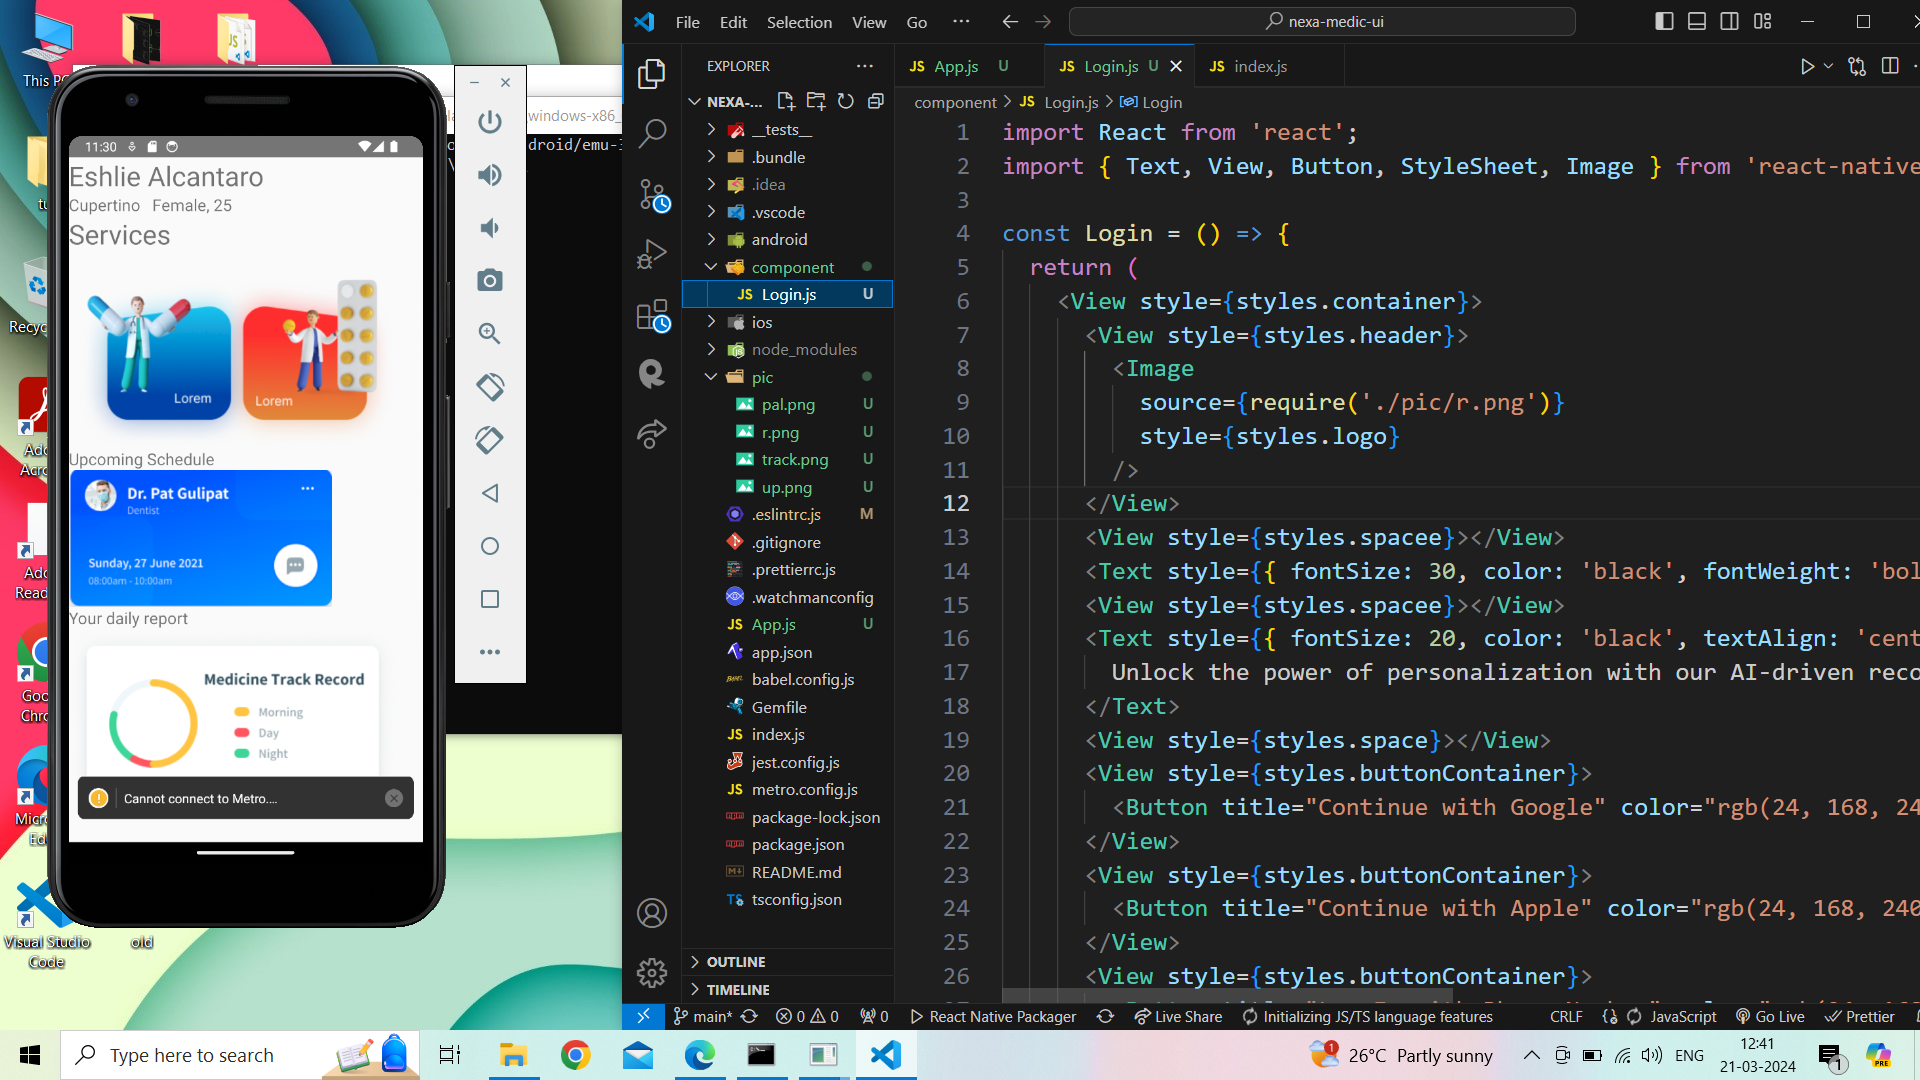 This PC
Recyc
Ado
Acro
Ado
Read
Goo
Chro
Micro
Ed
Visual Studio
Code
old
11:30
Eshlie Alcantaro
Cupertino Female, 25
Services
Lorem
Lorem
Upcoming Schedule
Dr. Pat Gulipat
Dentist
Sunday, 27 June 2021
08:00am - 10:00am
Your daily report
Medicine Track Record
Morning
Day
Night
Cannot connect to Metro....
windows-x86_
droid/emu-
File Edit Selection View Go ···
nexa-medic-ui
EXPLORER
NEXA-...
__tests__
.bundle
.idea
.vscode
android
component
Login.js U
ios
node_modules
pic
pal.png U
r.png U
track.png U
up.png U
.eslintrc.js M
.gitignore
.prettierrc.js
.watchmanconfig
App.js U
app.json
babel.config.js
Gemfile
index.js
jest.config.js
metro.config.js
package-lock.json
package.json
README.md
tsconfig.json
OUTLINE
TIMELINE
JS App.js U JS Login.js U JS index.js
component > JS Login.js > Login
1 import React from 'react';
2 import { Text, View, Button, StyleSheet, Image } from 'react-native
3
4 const Login = () => {
5 return (
6 <View style={styles.container}>
7 <View style={styles.header}>
8 <Image
9 source={require('./pic/r.png')}
10 style={styles.logo}
11 />
12 </View>
13 <View style={styles.spacee}></View>
14 <Text style={{ fontSize: 30, color: 'black', fontWeight: 'bol
15 <View style={styles.spacee}></View>
16 <Text style={{ fontSize: 20, color: 'black', textAlign: 'cent
17 Unlock the power of personalization with our AI-driven reco
18 </Text>
19 <View style={styles.space}></View>
20 <View style={styles.buttonContainer}>
21 <Button title="Continue with Google" color="rgb(24, 168, 24
22 </View>
23 <View style={styles.buttonContainer}>
24 <Button title="Continue with Apple" color="rgb(24, 168, 240
25 </View>
26 <View style={styles.buttonContainer}>
main* 0 0 0 React Native Packager Live Share Initializing JS/TS language features CRLF JavaScript Go Live Prettier
Type here to search
26°C Partly sunny
ENG
12:41
21-03-2024
1
PRE